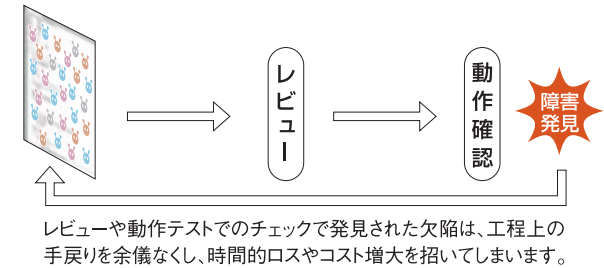 レビュー
動作確認
障害
発見
レビューや動作テストでのチェックで発見された欠陥は、工程上の
手戻りを余儀なくし、時間的ロスやコスト増大を招いてしまいます。